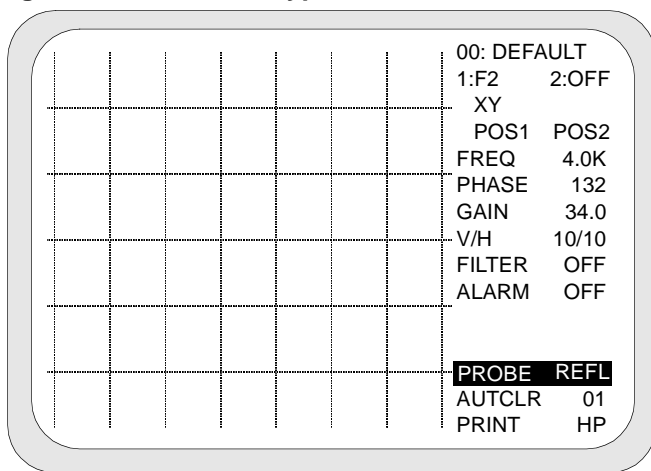 00: DEFAULT
1:F2 2:OFF
XY
POS1 POS2
FREQ 4.0K
PHASE 132
GAIN 34.0
V/H 10/10
FILTER OFF
ALARM OFF
PROBE REFL
AUTCLR 01
PRINT HP